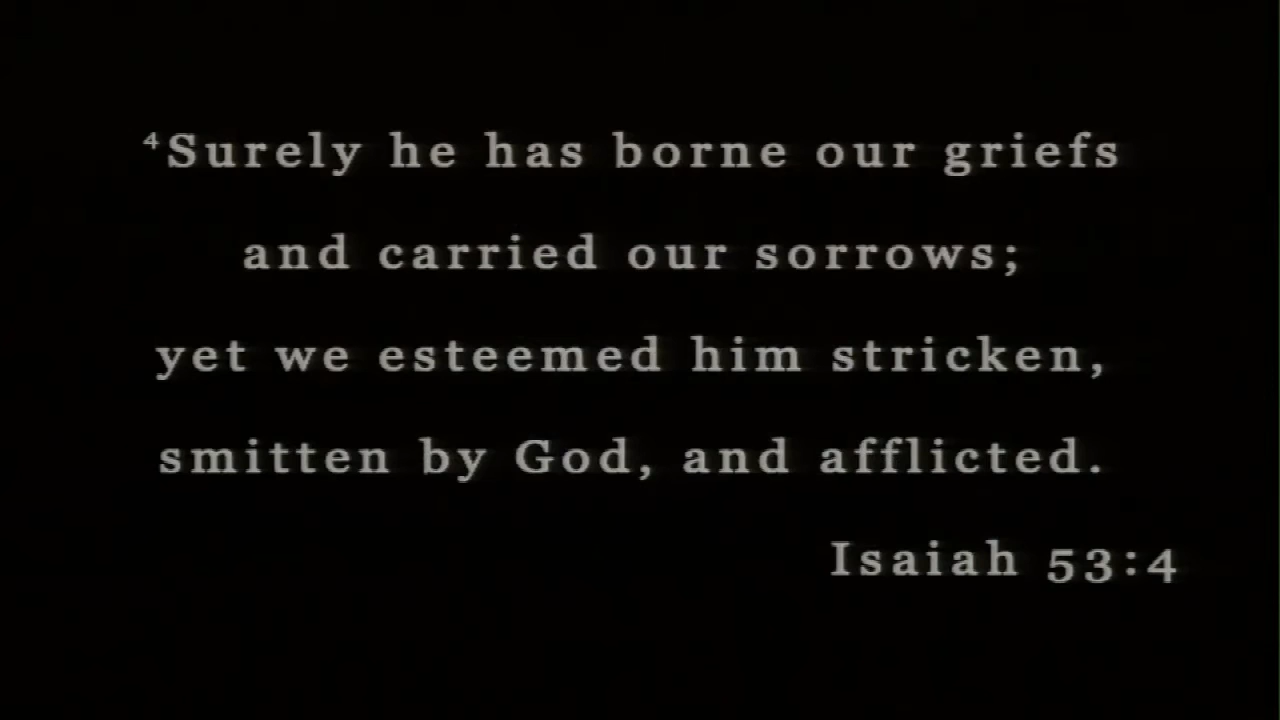 ⁴Surely he has borne our griefs
and carried our sorrows;
yet we esteemed him stricken,
smitten by God, and afflicted.
Isaiah 53:4